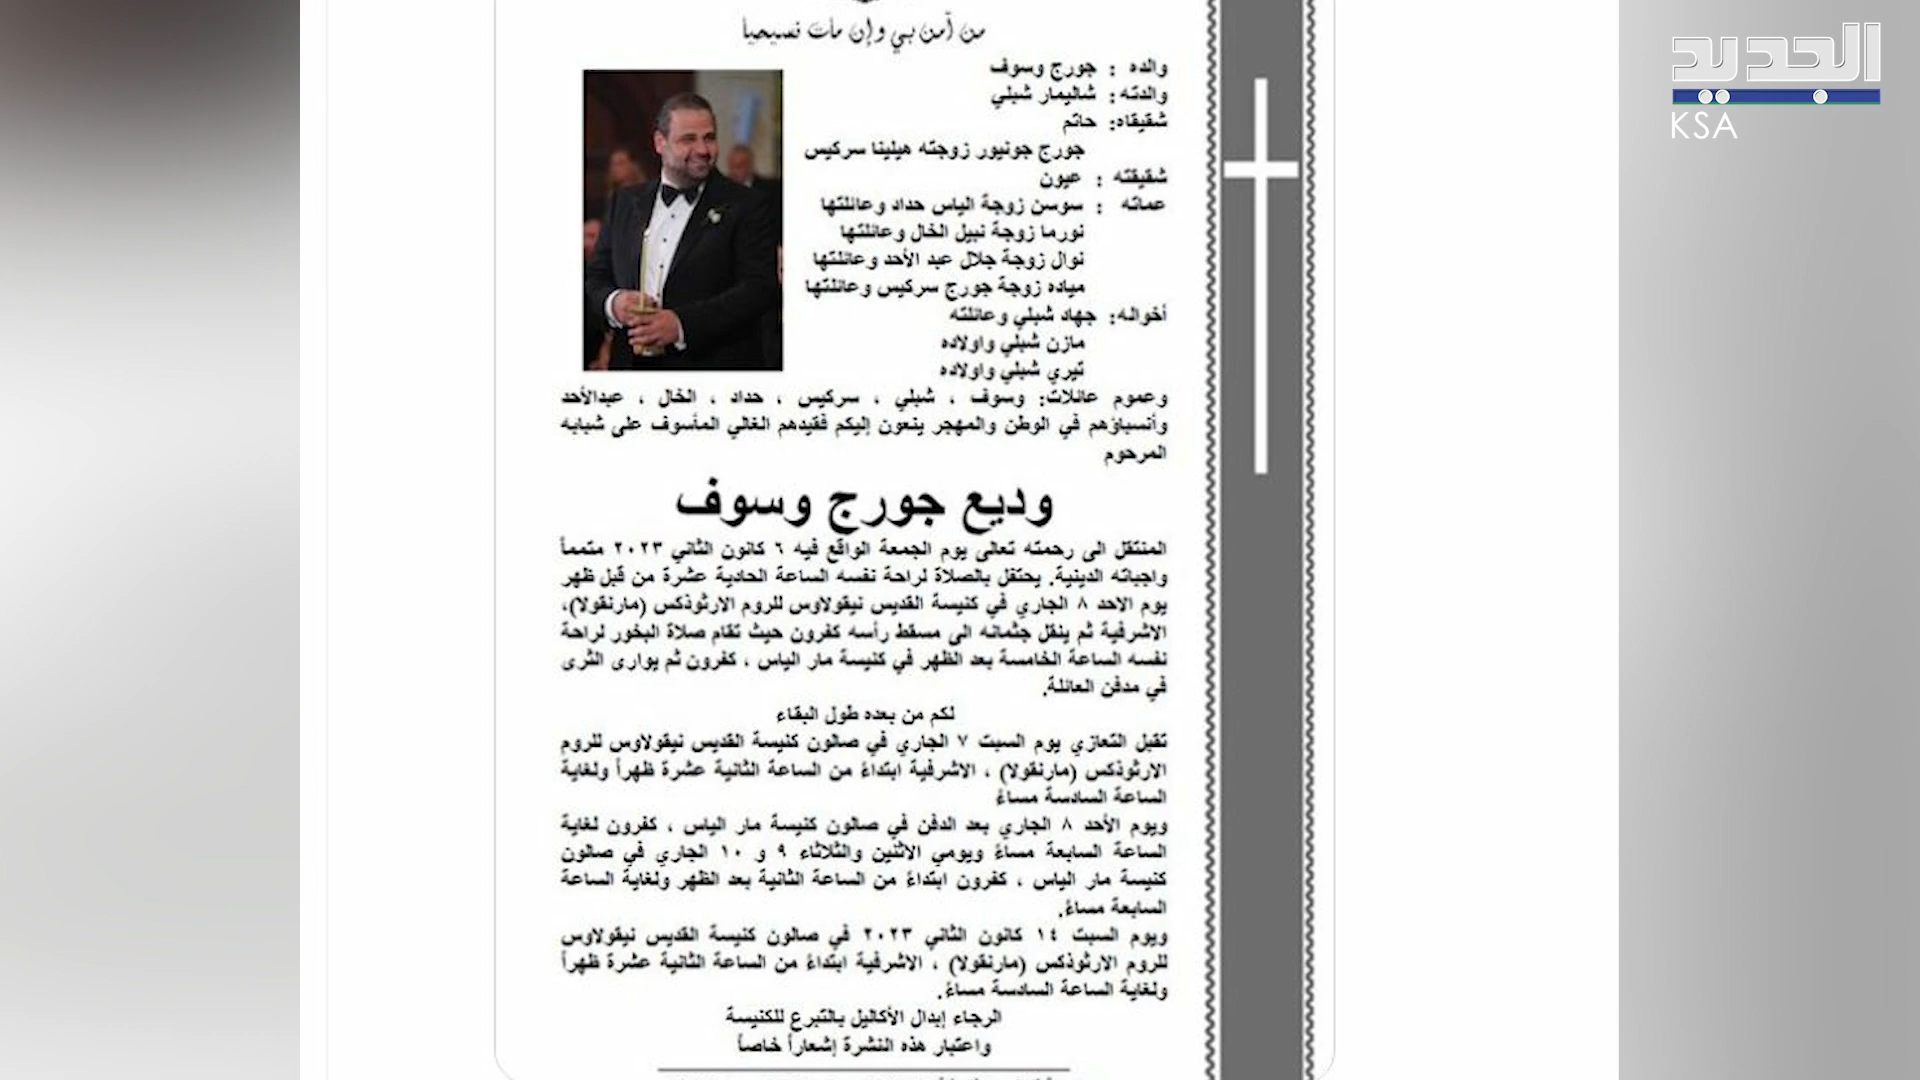 الجديد
KSA
من آمن بي وإن مات فسيحيا
والده : جورج وسوف
والدته: شاليمار شبلي
شقيقاه: حاتم
جورج جونيور زوجته هيلينا سركيس
شقيقته : عيون
عماته : سوسن زوجة الياس حداد وعائلتها
نورما زوجة نبيل الخال وعائلتها
نوال زوجة جلال عبد الأحد وعائلتها
مياده زوجة جورج سركيس وعائلتها
أخواله: جهاد شبلي وعائلته
مازن شبلي واولاده
تيري شبلي واولاده
وعموم عائلات: وسوف ، شبلي ، سركيس ، حداد ، الخال ، عبدالأحد
وأنسباؤهم في الوطن والمهجر ينعون إليكم فقيدهم الغالي المأسوف على شبابه
المرحوم
وديع جورج وسوف
المنتقل الى رحمته تعالى يوم الجمعة الواقع فيه ٦ كانون الثاني ٢٠٢٣ متمماً
واجباته الدينية. يحتفل بالصلاة لراحة نفسه الساعة الحادية عشرة من قبل ظهر
يوم الاحد ٨ الجاري في كنيسة القديس نيقولاوس للروم الارثوذكس (مارنقولا)،
الاشرفية ثم ينقل جثمانه الى مسقط رأسه كفرون حيث تقام صلاة البخور لراحة
نفسه الساعة الخامسة بعد الظهر في كنيسة مار الياس ، كفرون ثم يوارى الثرى
في مدفن العائلة.
لكم من بعده طول البقاء
تقبل التعازي يوم السبت ٧ الجاري في صالون كنيسة القديس نيقولاوس للروم
الارثوذكس (مارنقولا) ، الاشرفية ابتداءً من الساعة الثانية عشرة ظهراً ولغاية
الساعة السادسة مساءً
ويوم الأحد ٨ الجاري بعد الدفن في صالون كنيسة مار الياس ، كفرون لغاية
الساعة السابعة مساءً ويومي الاثنين والثلاثاء ٩ و ١٠ الجاري في صالون
كنيسة مار الياس ، كفرون ابتداءً من الساعة الثانية بعد الظهر ولغاية الساعة
السابعة مساءً.
ويوم السبت ١٤ كانون الثاني ٢٠٢٣ في صالون كنيسة القديس نيقولاوس
للروم الارثوذكس (مارنقولا) ، الاشرفية ابتداءً من الساعة الثانية عشرة ظهراً
ولغاية الساعة السادسة مساءً.
الرجاء إبدال الأكاليل بالتبرع للكنيسة
واعتبار هذه النشرة إشعاراً خاصاً